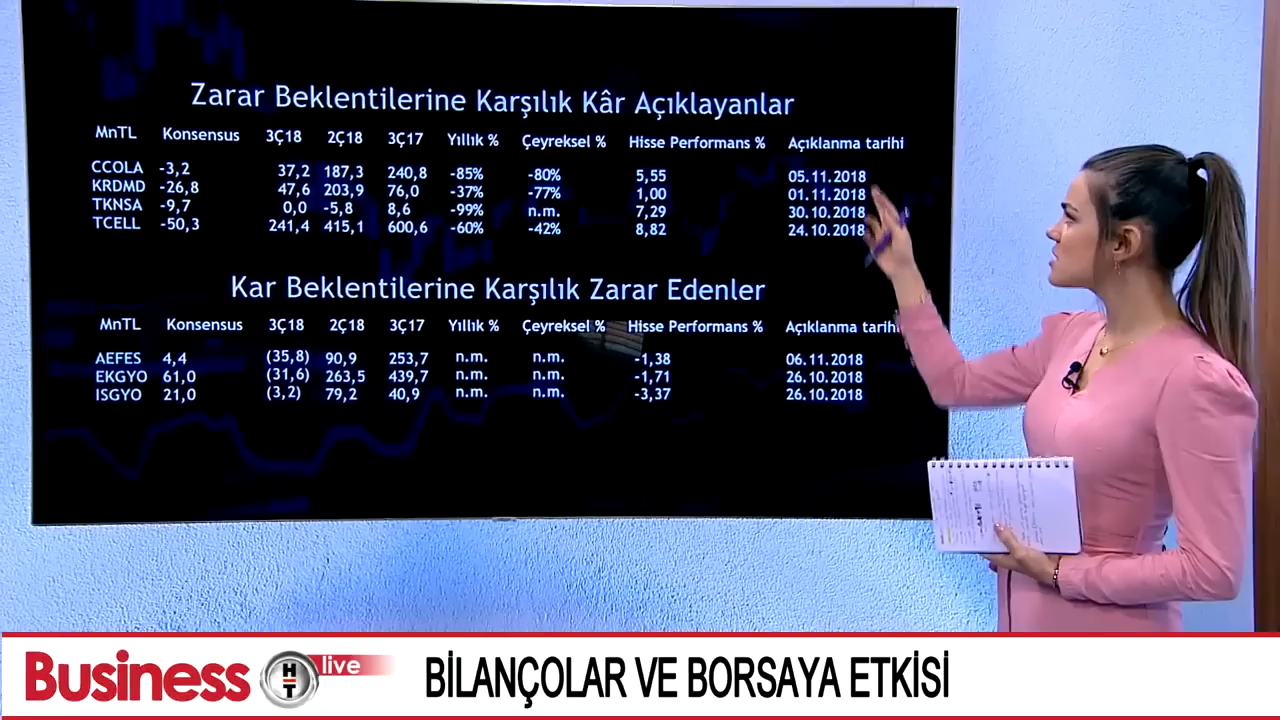 Zarar Beklentilerine Karşılık Kâr Açıklayanlar
MnTL Konsensus 3Ç18 2Ç18 3Ç17 Yıllık % Çeyreksel % Hisse Performans % Açıklanma tarihi
CCOLA -3,2 37,2 187,3 240,8 -85% -80% 5,55 05.11.2018
KRDMD -26,8 47,6 203,9 76,0 -37% -77% 1,00 01.11.2018
TKNSA -9,7 0,0 -5,8 8,6 -99% n.m. 7,29 30.10.2018
TCELL -50,3 241,4 415,1 600,6 -60% -42% 8,82 24.10.2018
Kar Beklentilerine Karşılık Zarar Edenler
MnTL Konsensus 3Ç18 2Ç18 3Ç17 Yıllık % Çeyreksel % Hisse Performans % Açıklanma tarihi
AEFES 4,4 (35,8) 90,9 253,7 n.m. n.m. -1,38 06.11.2018
EKGYO 61,0 (31,6) 263,5 439,7 n.m. n.m. -1,71 26.10.2018
ISGYO 21,0 (3,2) 79,2 40,9 n.m. n.m. -3,37 26.10.2018
Business HT live BİLANÇOLAR VE BORSAYA ETKİSİ